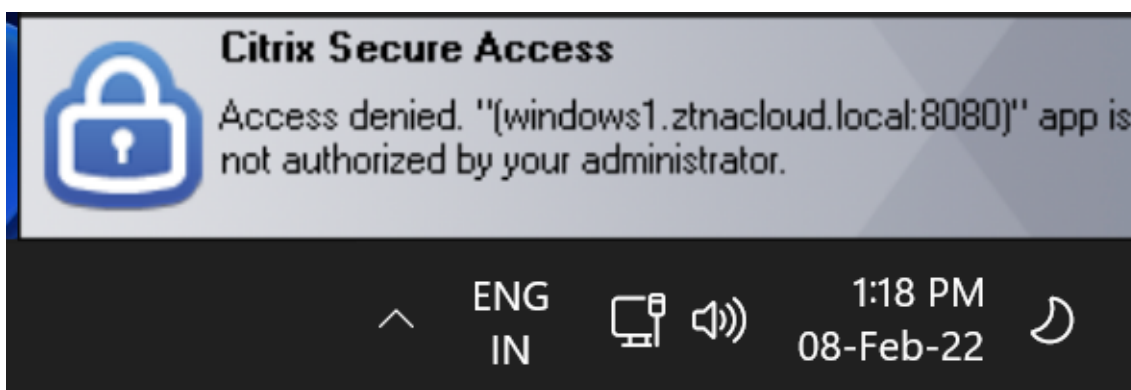 Citrix Secure Access
Access denied. "(windows1.ztnacloud.local:8080)" app is
not authorized by your administrator.
ENG
IN
1:18 PM
08-Feb-22